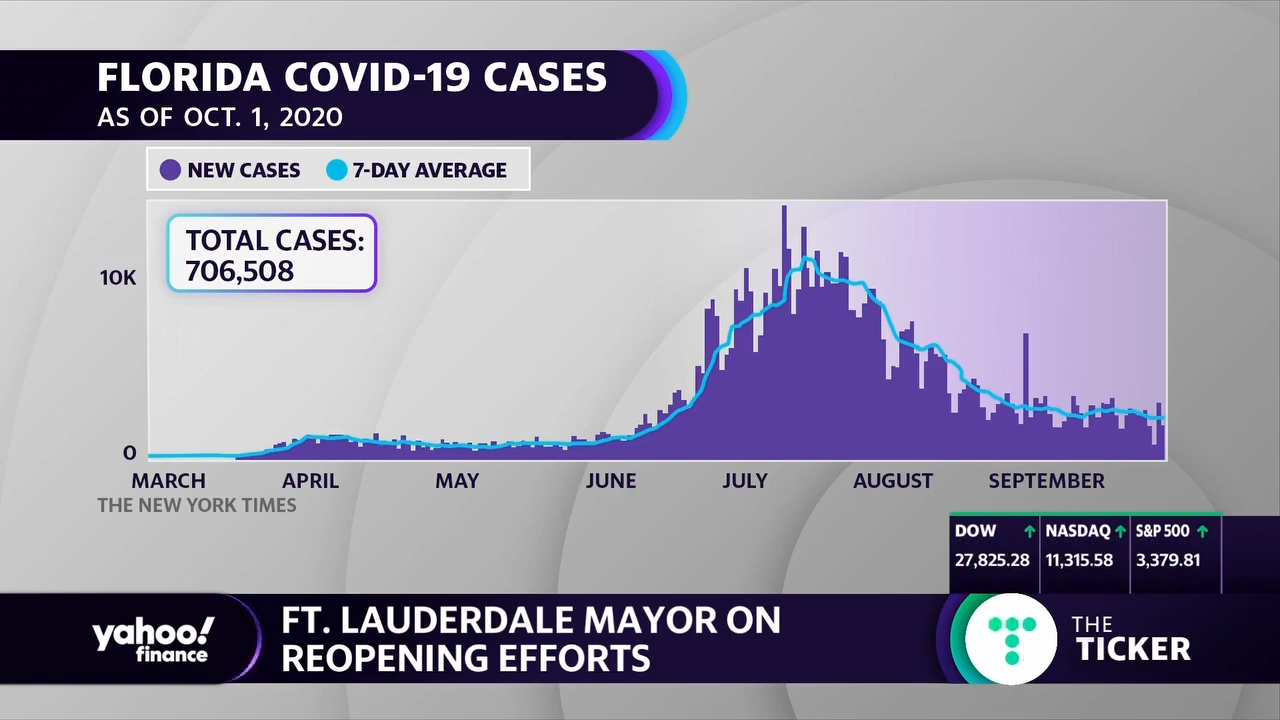 FLORIDA COVID-19 CASES
AS OF OCT. 1, 2020
NEW CASES 7-DAY AVERAGE
TOTAL CASES:
706,508
10K
0
MARCH APRIL MAY JUNE JULY AUGUST SEPTEMBER
THE NEW YORK TIMES
DOW NASDAQ S&P 500
27,825.28 11,315.58 3,379.81
yahoo!
finance
FT. LAUDERDALE MAYOR ON
REOPENING EFFORTS
THE
TICKER